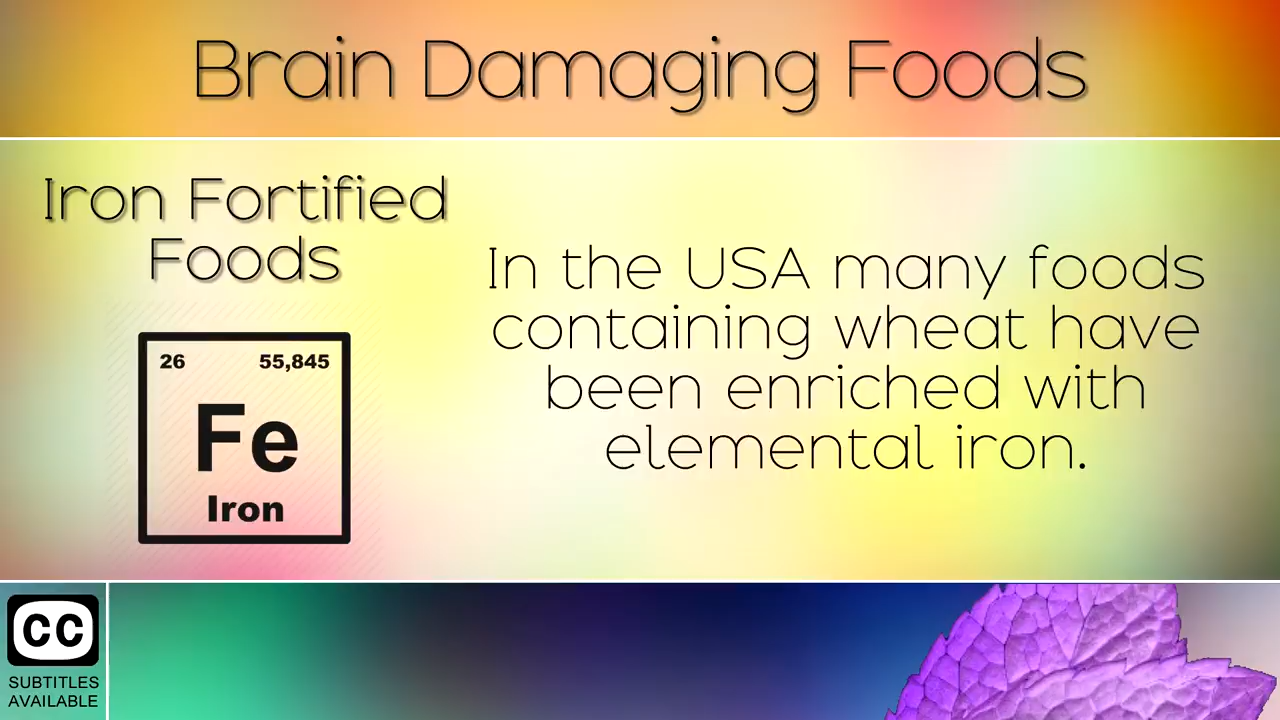 Brain Damaging Foods
Iron Fortified
Foods
26 55,845
Fe
Iron
In the USA many foods
containing wheat have
been enriched with
elemental iron.
CC
SUBTITLES
AVAILABLE